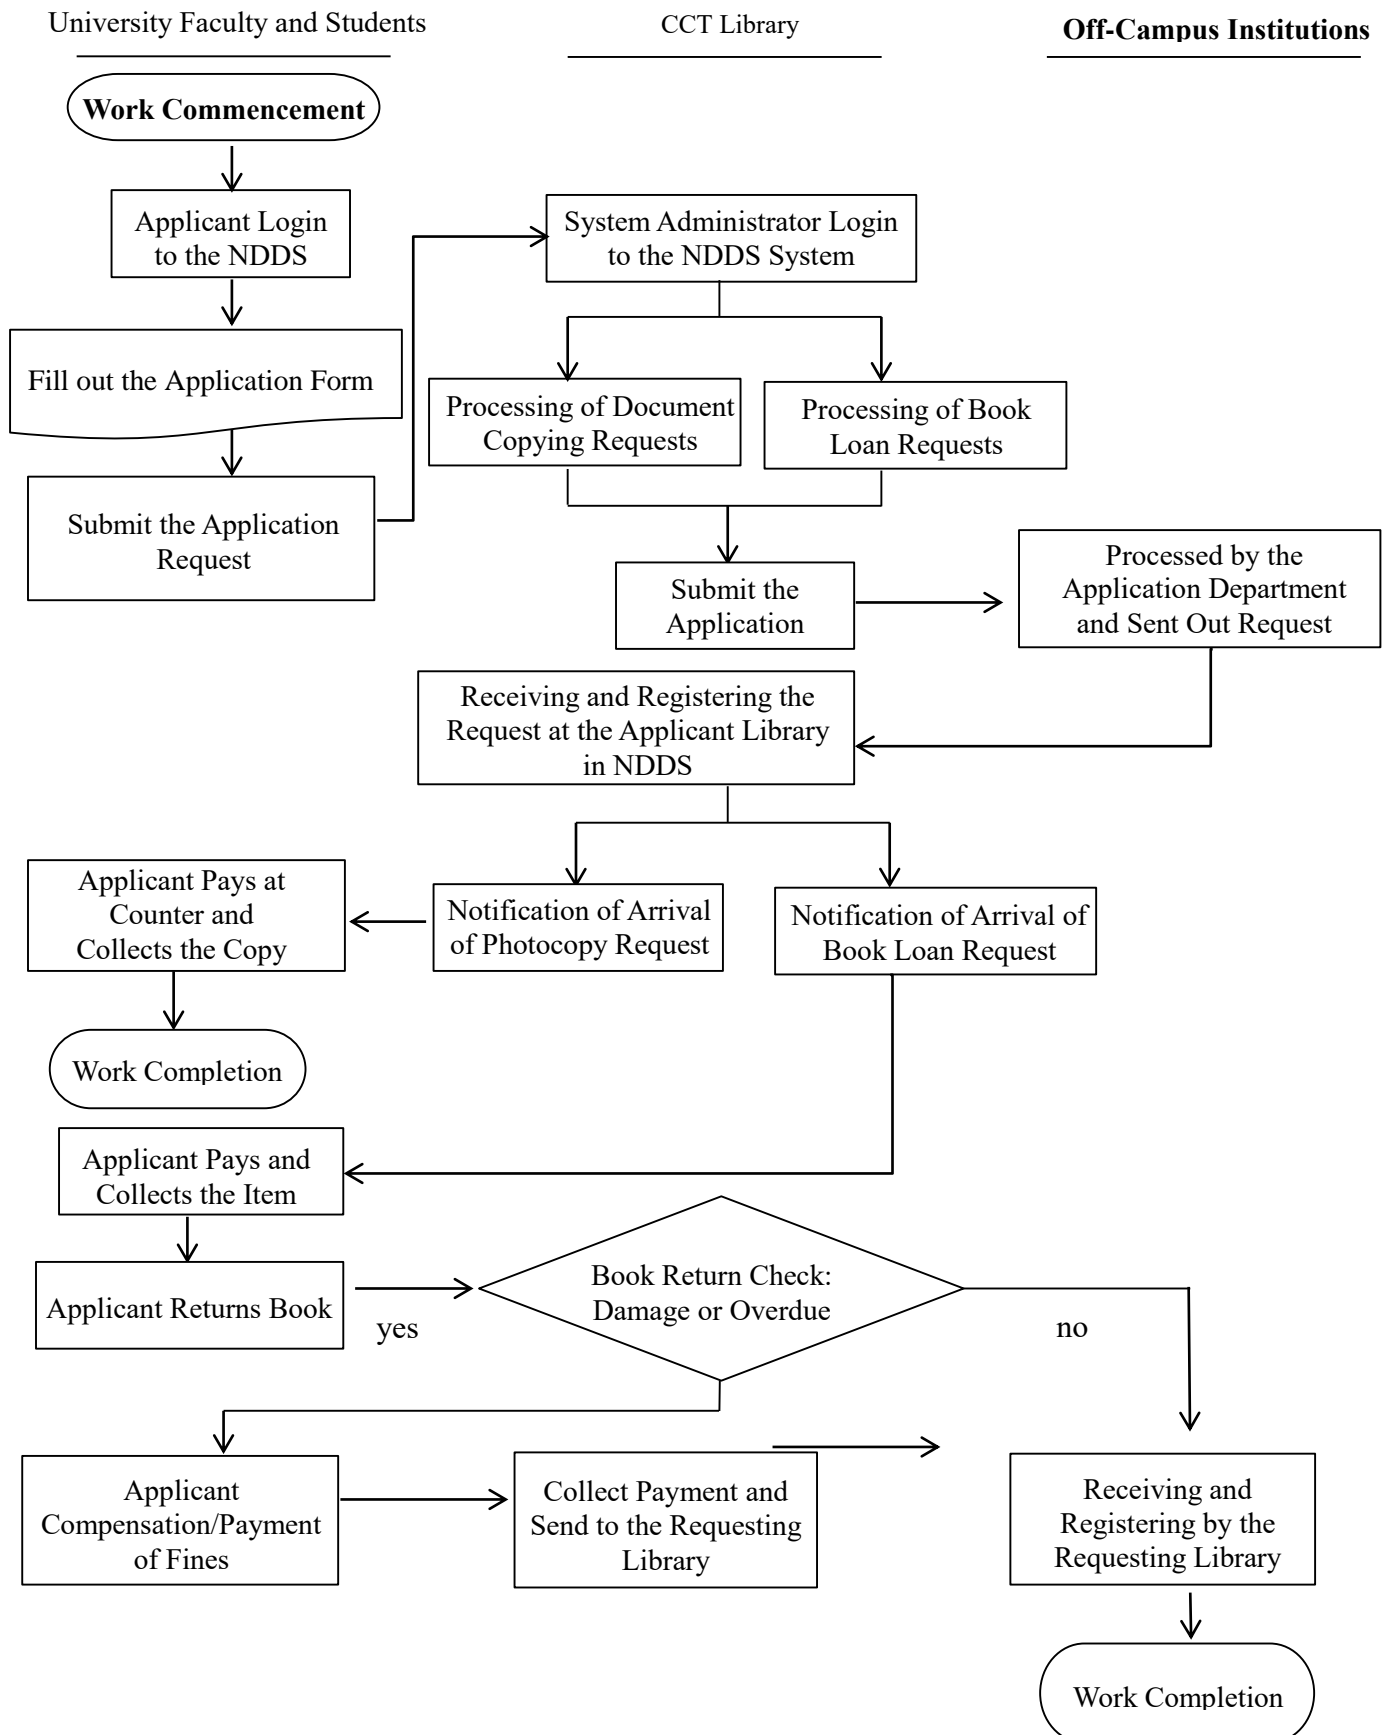 University Faculty and Students
CCT Library
Off-Campus Institutions
Work Commencement
Applicant Login
to the NDDS
System Administrator Login
to the NDDS System
Fill out the Application Form
Processing of Document
Copying Requests
Processing of Book
Loan Requests
Submit the Application
Request
Submit the
Application
Processed by the
Application Department
and Sent Out Request
Receiving and Registering the
Request at the Applicant Library
in NDDS
Applicant Pays at
Counter and
Collects the Copy
Notification of Arrival
of Photocopy Request
Notification of Arrival of
Book Loan Request
Work Completion
Applicant Pays and
Collects the Item
Applicant Returns Book
yes
Book Return Check:
Damage or Overdue
no
Applicant
Compensation/Payment
of Fines
Collect Payment and
Send to the Requesting
Library
Receiving and
Registering by the
Requesting Library
Work Completion